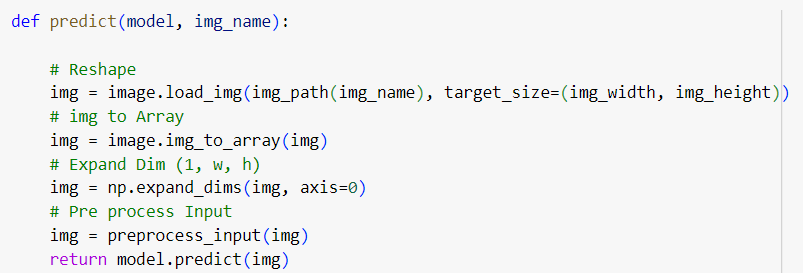 def predict(model, img_name):
# Reshape
img = image.load_img(img_path(img_name), target_size=(img_width, img_height))
# img to Array
img = image.img_to_array(img)
# Expand Dim (1, w, h)
img = np.expand_dims(img, axis=0)
# Pre process Input
img = preprocess_input(img)
return model.predict(img)